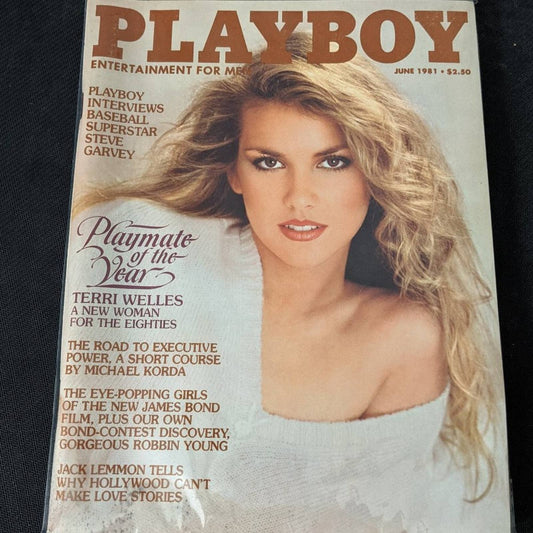 PLAYBOY
ENTERTAINMENT FOR ME
JUNE 1981 • $2.50
PLAYBOY
INTERVIEWS
BASEBALL
SUPERSTAR
STEVE
GARVEY
Playmate
of the
Year
TERRI WELLES
A NEW WOMAN
FOR THE EIGHTIES
THE ROAD TO EXECUTIVE
POWER, A SHORT COURSE
BY MICHAEL KORDA
THE EYE-POPPING GIRLS
OF THE NEW JAMES BOND
FILM, PLUS OUR OWN
BOND-CONTEST DISCOVERY,
GORGEOUS ROBBIN YOUNG
JACK LEMMON TELLS
WHY HOLLYWOOD CAN'T
MAKE LOVE STORIES